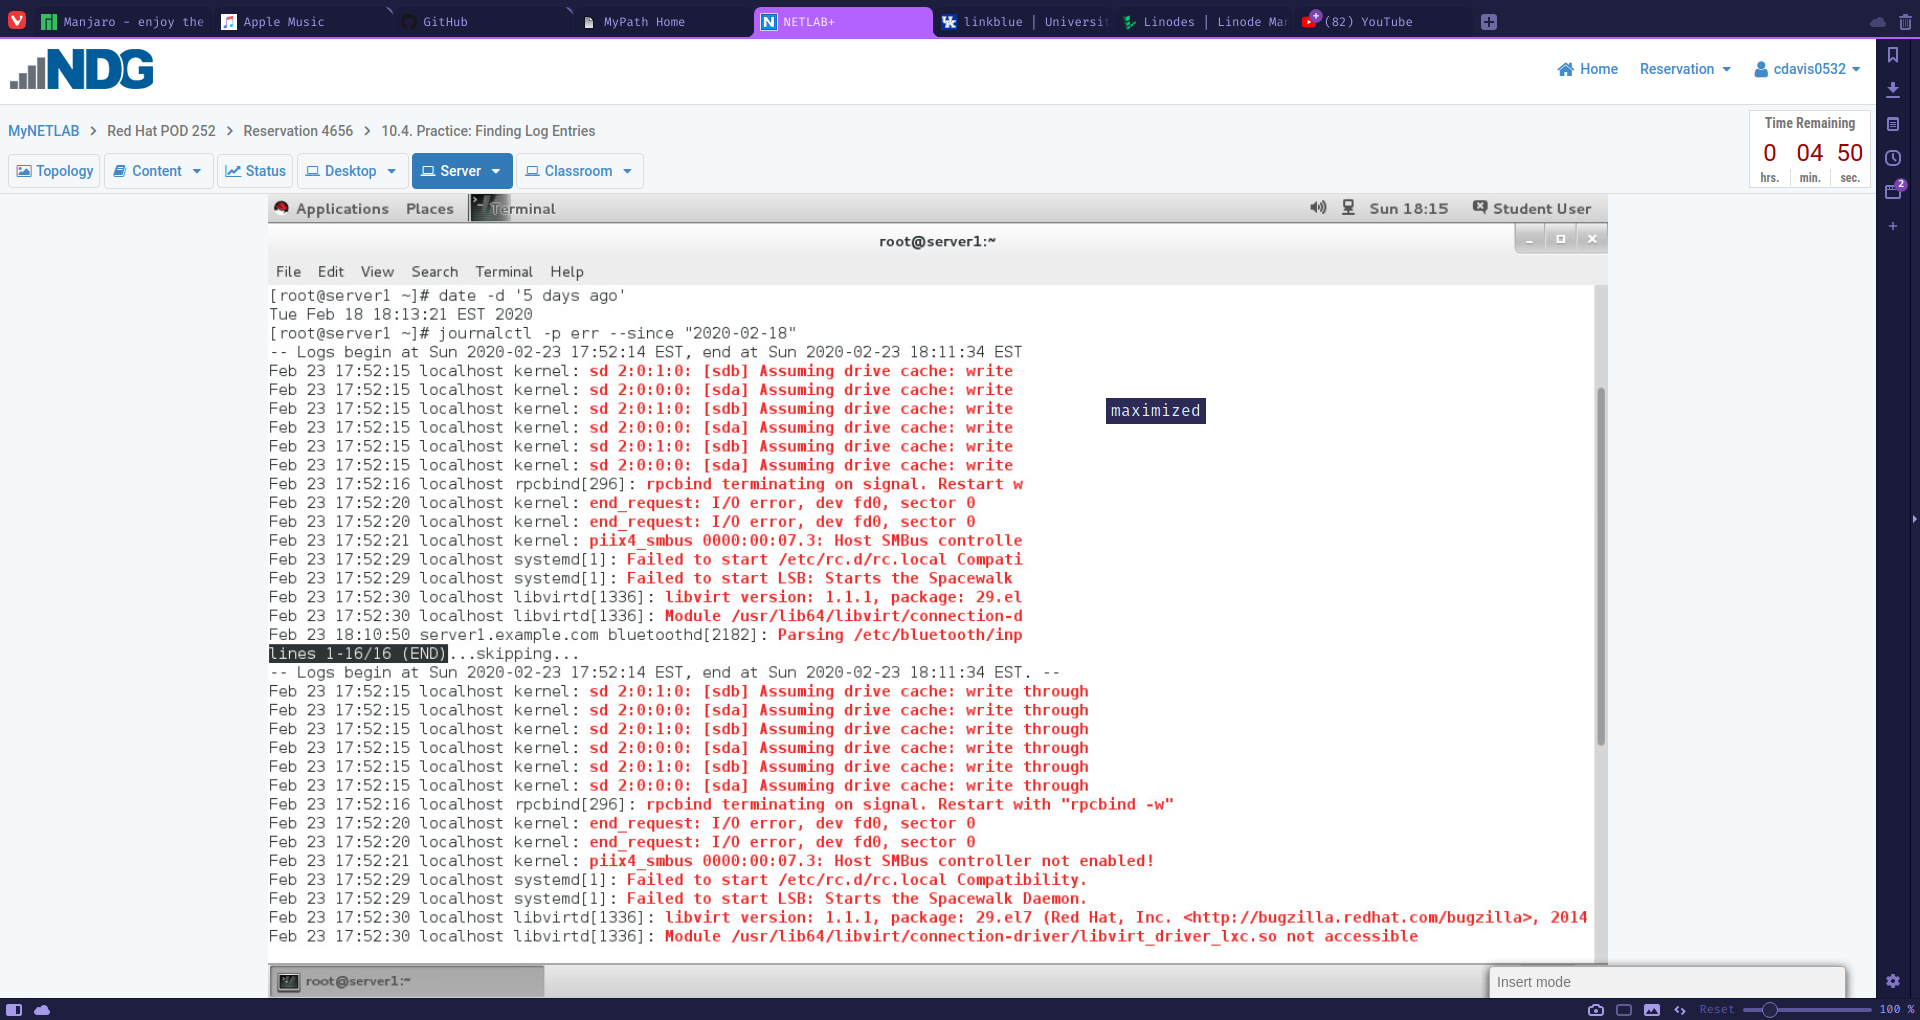 Manjaro - enjoy the
Apple Music
GitHub
MyPath Home
NETLAB+
linkblue | Universi
Linodes | Linode Ma
(82) YouTube
NDG
Home
Reservation
cdavis0532
MyNETLAB > Red Hat POD 252 > Reservation 4656 > 10.4. Practice: Finding Log Entries
Time Remaining
0 04 50
hrs. min. sec.
Topology
Content
Status
Desktop
Server
Classroom
2
Applications Places Terminal
Sun 18:15
Student User
root@server1:~
File Edit View Search Terminal Help
[root@server1 ~]# date -d '5 days ago'
Tue Feb 18 18:13:21 EST 2020
[root@server1 ~]# journalctl -p err --since "2020-02-18"
-- Logs begin at Sun 2020-02-23 17:52:14 EST, end at Sun 2020-02-23 18:11:34 EST
Feb 23 17:52:15 localhost kernel: sd 2:0:1:0: [sdb] Assuming drive cache: write
Feb 23 17:52:15 localhost kernel: sd 2:0:0:0: [sda] Assuming drive cache: write
Feb 23 17:52:15 localhost kernel: sd 2:0:1:0: [sdb] Assuming drive cache: write
Feb 23 17:52:15 localhost kernel: sd 2:0:0:0: [sda] Assuming drive cache: write
Feb 23 17:52:15 localhost kernel: sd 2:0:1:0: [sdb] Assuming drive cache: write
Feb 23 17:52:15 localhost kernel: sd 2:0:0:0: [sda] Assuming drive cache: write
Feb 23 17:52:16 localhost rpcbind[296]: rpcbind terminating on signal. Restart w
Feb 23 17:52:20 localhost kernel: end_request: I/O error, dev fd0, sector 0
Feb 23 17:52:20 localhost kernel: end_request: I/O error, dev fd0, sector 0
Feb 23 17:52:21 localhost kernel: piix4_smbus 0000:00:07.3: Host SMBus controlle
Feb 23 17:52:29 localhost systemd[1]: Failed to start /etc/rc.d/rc.local Compati
Feb 23 17:52:29 localhost systemd[1]: Failed to start LSB: Starts the Spacewalk
Feb 23 17:52:30 localhost libvirtd[1336]: libvirt version: 1.1.1, package: 29.el
Feb 23 17:52:30 localhost libvirtd[1336]: Module /usr/lib64/libvirt/connection-d
Feb 23 18:10:50 server1.example.com bluetoothd[2182]: Parsing /etc/bluetooth/inp
lines 1-16/16 (END)...skipping...
-- Logs begin at Sun 2020-02-23 17:52:14 EST, end at Sun 2020-02-23 18:11:34 EST. --
Feb 23 17:52:15 localhost kernel: sd 2:0:1:0: [sdb] Assuming drive cache: write through
Feb 23 17:52:15 localhost kernel: sd 2:0:0:0: [sda] Assuming drive cache: write through
Feb 23 17:52:15 localhost kernel: sd 2:0:1:0: [sdb] Assuming drive cache: write through
Feb 23 17:52:15 localhost kernel: sd 2:0:0:0: [sda] Assuming drive cache: write through
Feb 23 17:52:15 localhost kernel: sd 2:0:1:0: [sdb] Assuming drive cache: write through
Feb 23 17:52:15 localhost kernel: sd 2:0:0:0: [sda] Assuming drive cache: write through
Feb 23 17:52:16 localhost rpcbind[296]: rpcbind terminating on signal. Restart with "rpcbind -w"
Feb 23 17:52:20 localhost kernel: end_request: I/O error, dev fd0, sector 0
Feb 23 17:52:20 localhost kernel: end_request: I/O error, dev fd0, sector 0
Feb 23 17:52:21 localhost kernel: piix4_smbus 0000:00:07.3: Host SMBus controller not enabled!
Feb 23 17:52:29 localhost systemd[1]: Failed to start /etc/rc.d/rc.local Compatibility.
Feb 23 17:52:29 localhost systemd[1]: Failed to start LSB: Starts the Spacewalk Daemon.
Feb 23 17:52:30 localhost libvirtd[1336]: libvirt version: 1.1.1, package: 29.el7 (Red Hat, Inc. <http://bugzilla.redhat.com/bugzilla>, 2014
Feb 23 17:52:30 localhost libvirtd[1336]: Module /usr/lib64/libvirt/connection-driver/libvirt_driver_lxc.so not accessible
maximized
root@server1:~
Insert mode
Reset
100 %